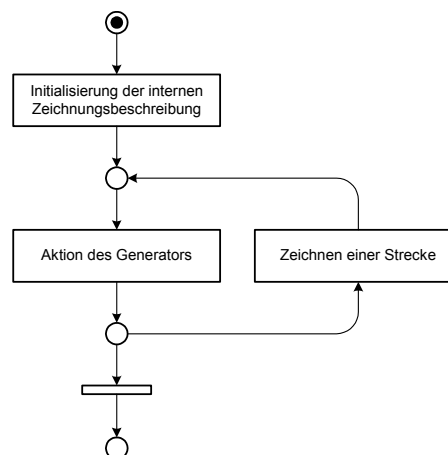 Initialisierung der internen
Zeichnungsbeschreibung
Aktion des Generators
Zeichnen einer Strecke